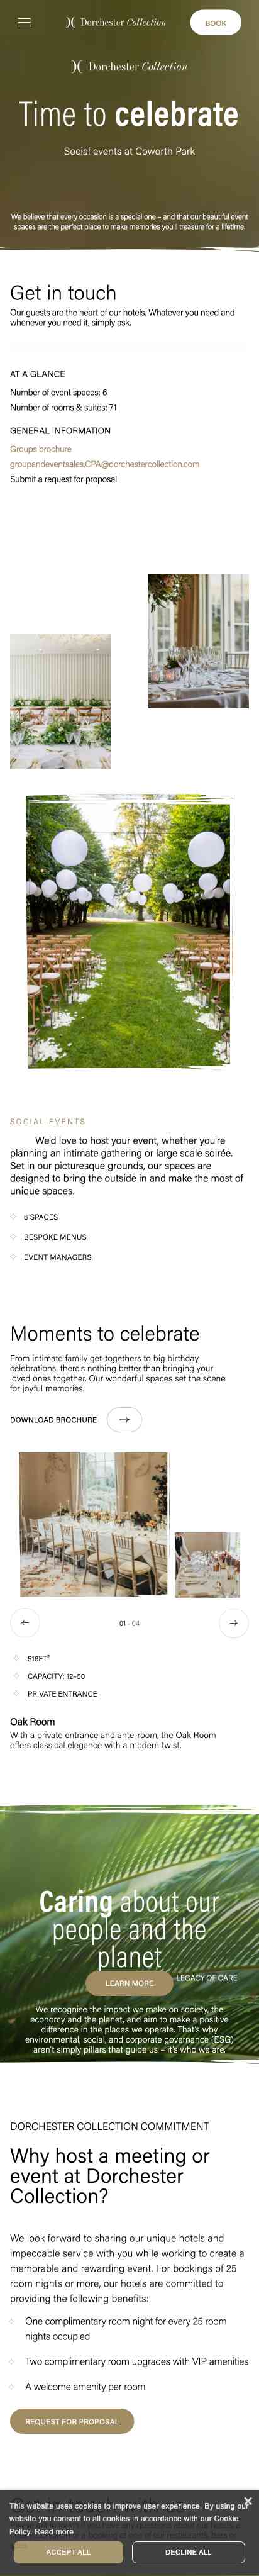 Dorchester Collection
BOOK
Dorchester Collection
Time to celebrate
Social events at Coworth Park
We believe that every occasion is a special one – and that our beautiful event
spaces are the perfect place to make memories you'll treasure for a lifetime.
Get in touch
Our guests are the heart of our hotels. Whatever you need and
whenever you need it, simply ask.
AT A GLANCE
Number of event spaces: 6
Number of rooms & suites: 71
GENERAL INFORMATION
Groups brochure
groupandeventsales.CPA@dorchestercollection.com
Submit a request for proposal
SOCIAL EVENTS
We'd love to host your event, whether you're
planning an intimate gathering or large scale soirée.
Set in our picturesque grounds, our spaces are
designed to bring the outside in and make the most of
unique spaces.
6 SPACES
BESPOKE MENUS
EVENT MANAGERS
Moments to celebrate
From intimate family get-togethers to big birthday
celebrations, there's nothing better than bringing your
loved ones together. Our wonderful spaces set the scene
for joyful memories.
DOWNLOAD BROCHURE
01 - 04
516FT²
CAPACITY: 12–50
PRIVATE ENTRANCE
Oak Room
With a private entrance and ante-room, the Oak Room
offers classical elegance with a modern twist.
Caring about our
people and the
planet
LEARN MORE
LEGACY OF CARE
We recognise the impact we make on society, the
economy and the planet, and aim to make a positive
difference in the places we operate. That's why
environmental, social, and corporate governance (ESG)
aren't simply pillars that guide us – it's who we are.
DORCHESTER COLLECTION COMMITMENT
Why host a meeting or
event at Dorchester
Collection?
We look forward to sharing our unique hotels and
impeccable service with you while working to create a
memorable and rewarding event. For bookings of 25
room nights or more, our hotels are committed to
providing the following benefits:
One complimentary room night for every 25 room
nights occupied
Two complimentary room upgrades with VIP amenities
A welcome amenity per room
REQUEST FOR PROPOSAL
This website uses cookies to improve user experience. By using our
website you consent to all cookies in accordance with our Cookie
Policy. Read more
ACCEPT ALL
DECLINE ALL